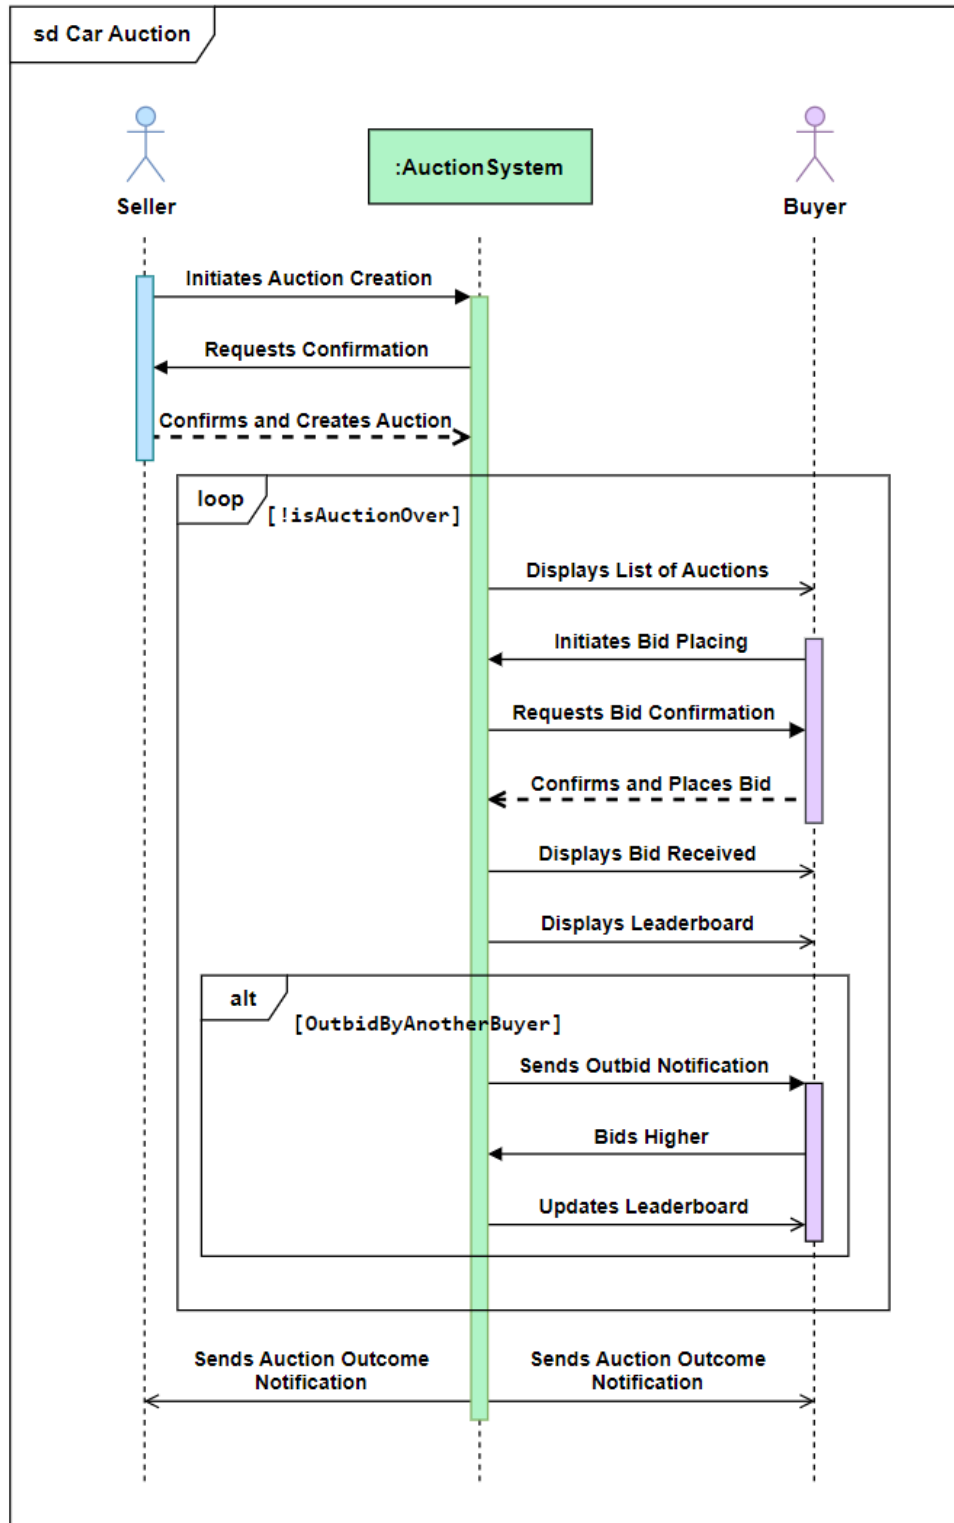 sd Car Auction
:AuctionSystem
Seller
Buyer
Initiates Auction Creation
Requests Confirmation
Confirms and Creates Auction
loop
[!isAuctionOver]
Displays List of Auctions
Initiates Bid Placing
Requests Bid Confirmation
Confirms and Places Bid
Displays Bid Received
Displays Leaderboard
alt
[OutbidByAnotherBuyer]
Sends Outbid Notification
Bids Higher
Updates Leaderboard
Sends Auction Outcome
Notification
Sends Auction Outcome
Notification